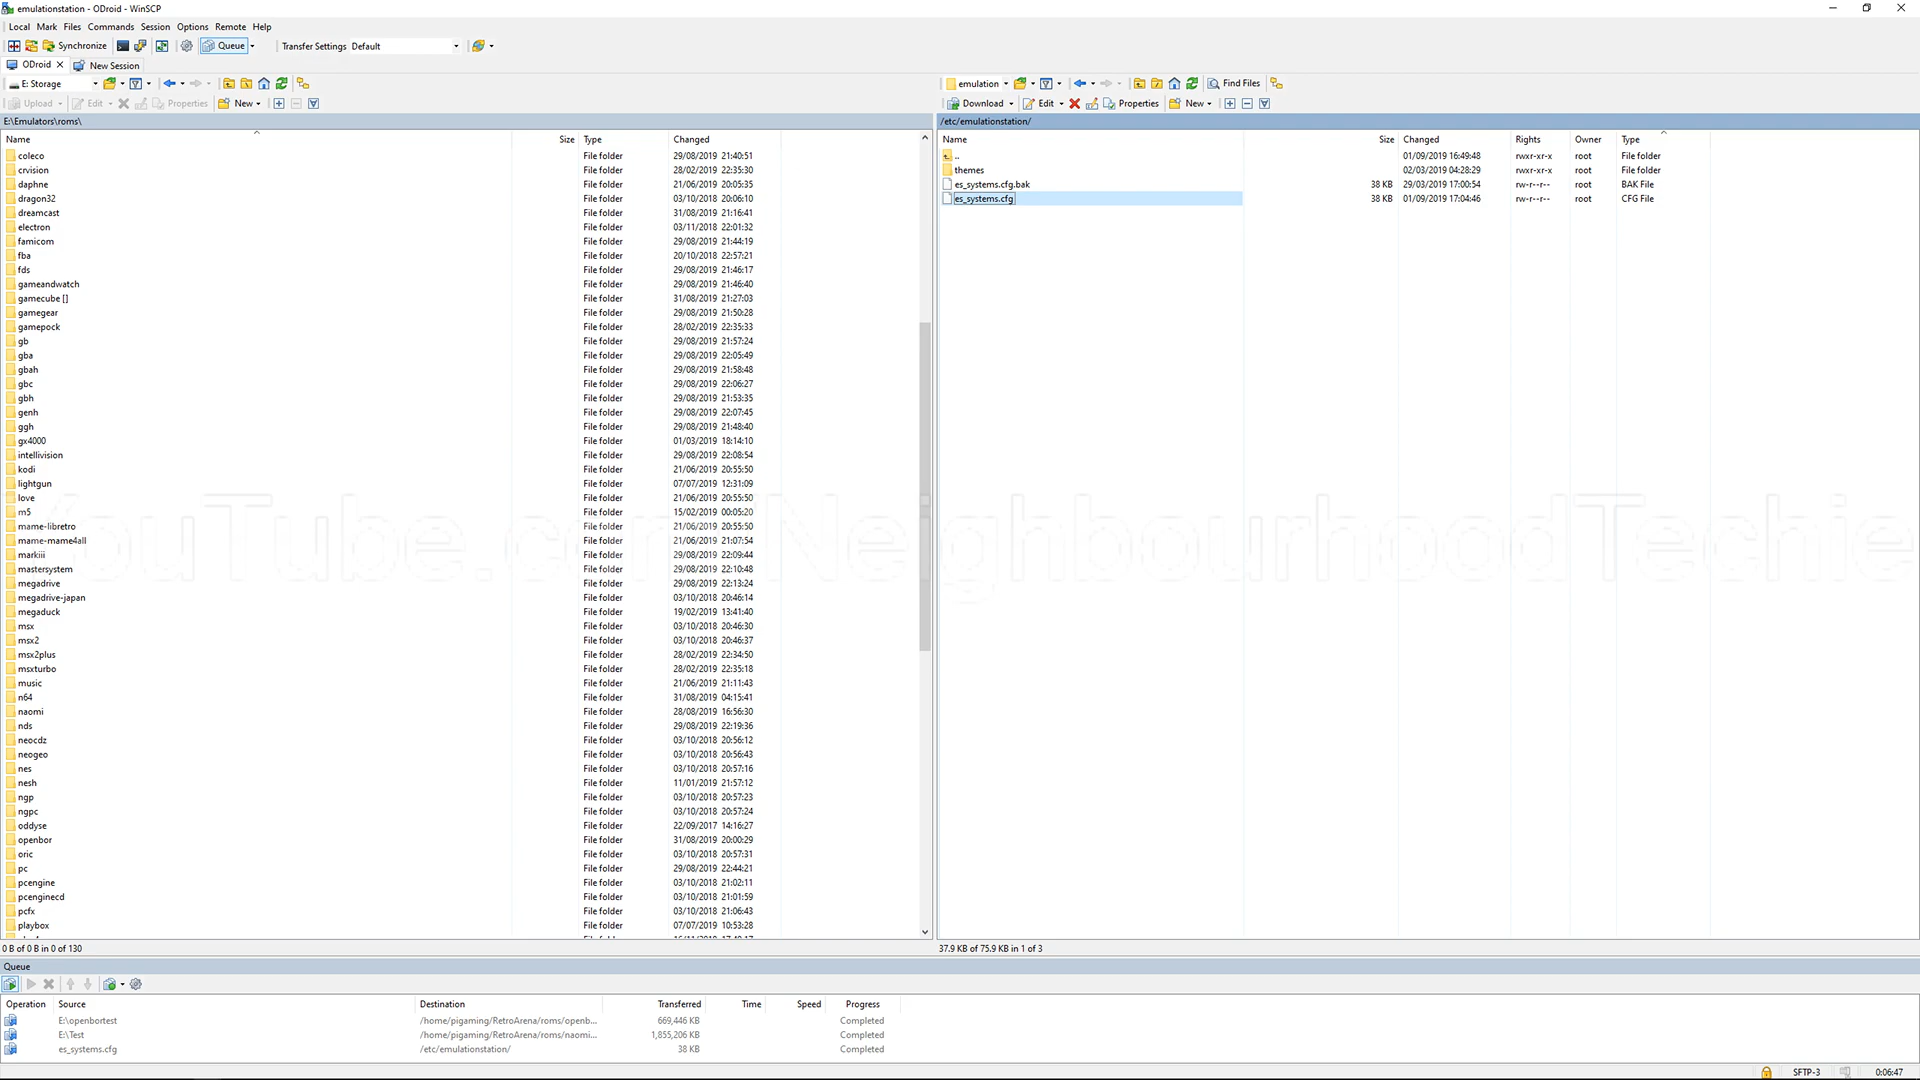 emulationstation - ODroid - WinSCP
Local Mark Files Commands Session Options Remote Help
Synchronize Queue Transfer Settings Default
ODroid New Session
E: Storage
Upload Edit Properties New
E:\Emulators\roms\
Name Size Type Changed
coleco File folder 29/08/2019 21:40:51
crvision File folder 28/02/2019 22:35:30
daphne File folder 21/06/2019 20:05:35
dragon32 File folder 03/10/2018 20:06:10
dreamcast File folder 31/08/2019 21:16:41
electron File folder 03/11/2018 22:01:32
famicom File folder 29/08/2019 21:44:19
fba File folder 20/10/2018 22:57:21
fds File folder 29/08/2019 21:46:17
gameandwatch File folder 29/08/2019 21:46:40
gamecube [] File folder 31/08/2019 21:27:03
gamegear File folder 29/08/2019 21:50:28
gamepock File folder 28/02/2019 22:35:33
gb File folder 29/08/2019 21:57:24
gba File folder 29/08/2019 22:05:49
gbah File folder 29/08/2019 21:58:48
gbc File folder 29/08/2019 22:06:27
gbh File folder 29/08/2019 21:53:35
genh File folder 29/08/2019 22:07:45
ggh File folder 29/08/2019 21:48:40
gx4000 File folder 01/03/2019 18:14:10
intellivision File folder 29/08/2019 22:08:54
kodi File folder 21/06/2019 20:55:50
lightgun File folder 07/07/2019 12:31:09
love File folder 21/06/2019 20:55:50
m5 File folder 15/02/2019 00:05:20
mame-libretro File folder 21/06/2019 20:55:50
mame-mame4all File folder 21/06/2019 21:07:54
markiii File folder 29/08/2019 22:09:44
mastersystem File folder 29/08/2019 22:10:48
megadrive File folder 29/08/2019 22:13:24
megadrive-japan File folder 03/10/2018 20:46:14
megaduck File folder 19/02/2019 13:41:40
msx File folder 03/10/2018 20:46:30
msx2 File folder 03/10/2018 20:46:37
msx2plus File folder 28/02/2019 22:34:50
msxturbo File folder 28/02/2019 22:35:18
music File folder 21/06/2019 21:11:43
n64 File folder 31/08/2019 04:15:41
naomi File folder 28/08/2019 16:56:30
nds File folder 29/08/2019 22:19:36
neocdz File folder 03/10/2018 20:56:12
neogeo File folder 03/10/2018 20:56:43
nes File folder 03/10/2018 20:57:16
nesh File folder 11/01/2019 21:57:12
ngp File folder 03/10/2018 20:57:23
ngpc File folder 03/10/2018 20:57:24
oddyse File folder 22/09/2017 14:16:27
openbor File folder 31/08/2019 20:00:29
oric File folder 03/10/2018 20:57:31
pc File folder 29/08/2019 22:44:21
pcengine File folder 03/10/2018 21:02:11
pcenginecd File folder 03/10/2018 21:01:59
pcfx File folder 03/10/2018 21:06:43
playbox File folder 07/07/2019 10:53:28
0 B of 0 B in 0 of 130
emulation Find Files
Download Edit Properties New
/etc/emulationstation/
Name Size Changed Rights Owner Type
.. 01/09/2019 16:49:48 rwxr-xr-x root File folder
themes 02/03/2019 04:28:29 rwxr-xr-x root File folder
es_systems.cfg.bak 38 KB 29/03/2019 17:00:54 rw-r--r-- root BAK File
es_systems.cfg 38 KB 01/09/2019 17:04:46 rw-r--r-- root CFG File
YouTube.com/NeighbourhoodTechie
37.9 KB of 75.9 KB in 1 of 3
Queue
Operation Source Destination Transferred Time Speed Progress
E:\openbortest /home/pigaming/RetroArena/roms/openb... 669,446 KB Completed
E:\Test /home/pigaming/RetroArena/roms/naomi... 1,855,206 KB Completed
es_systems.cfg /etc/emulationstation/ 38 KB Completed
SFTP-3 0:06:47